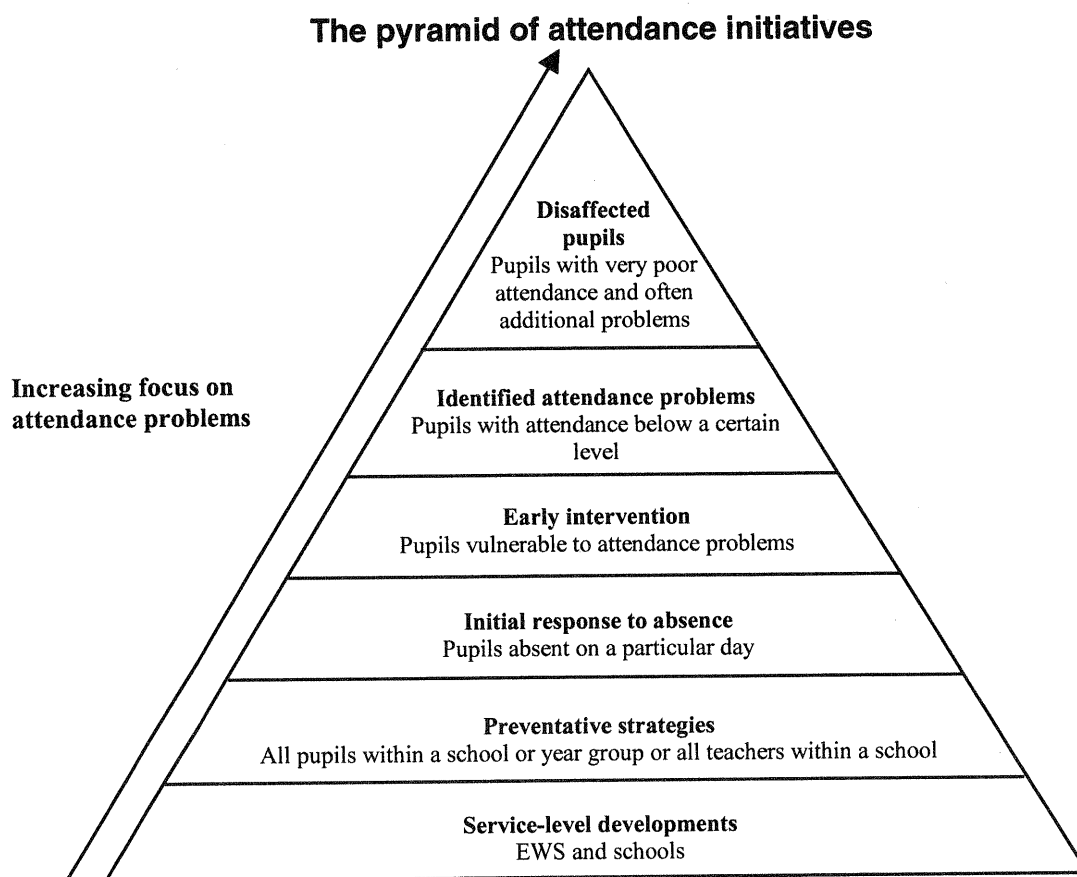 The pyramid of attendance initiatives
Disaffected
pupils
Pupils with very poor
attendance and often
additional problems
Increasing focus on
attendance problems
Identified attendance problems
Pupils with attendance below a certain
level
Early intervention
Pupils vulnerable to attendance problems
Initial response to absence
Pupils absent on a particular day
Preventative strategies
All pupils within a school or year group or all teachers within a school
Service-level developments
EWS and schools